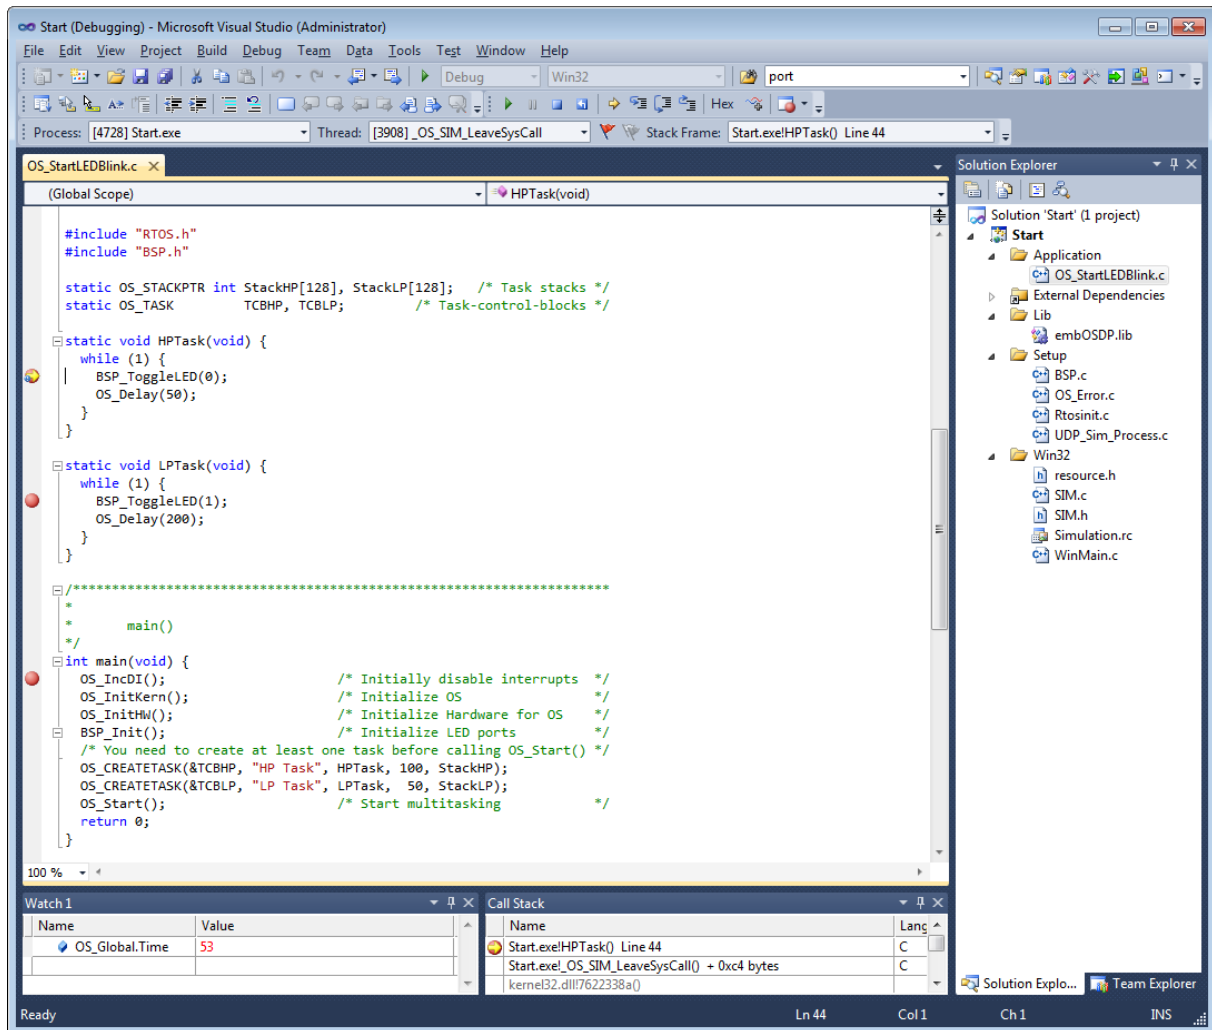 Start (Debugging) - Microsoft Visual Studio (Administrator)
File Edit View Project Build Debug Team Data Tools Test Window Help
Debug Win32 port
Hex
Process: [4728] Start.exe Thread: [3908] _OS_SIM_LeaveSysCall Stack Frame: Start.exe!HPTask() Line 44
OS_StartLEDBlink.c
(Global Scope) HPTask(void)
#include "RTOS.h"
#include "BSP.h"
static OS_STACKPTR int StackHP[128], StackLP[128]; /* Task stacks */
static OS_TASK TCBHP, TCBLP; /* Task-control-blocks */
static void HPTask(void) {
while (1) {
BSP_ToggleLED(0);
OS_Delay(50);
}
}
static void LPTask(void) {
while (1) {
BSP_ToggleLED(1);
OS_Delay(200);
}
}
/*********************************************************************
*
* main()
*/
int main(void) {
OS_IncDI(); /* Initially disable interrupts */
OS_InitKern(); /* Initialize OS */
OS_InitHW(); /* Initialize Hardware for OS */
BSP_Init(); /* Initialize LED ports */
/* You need to create at least one task before calling OS_Start() */
OS_CREATETASK(&TCBHP, "HP Task", HPTask, 100, StackHP);
OS_CREATETASK(&TCBLP, "LP Task", LPTask, 50, StackLP);
OS_Start(); /* Start multitasking */
return 0;
}
100 %
Solution Explorer
Solution 'Start' (1 project)
Start
Application
OS_StartLEDBlink.c
External Dependencies
Lib
embOSDP.lib
Setup
BSP.c
OS_Error.c
Rtosinit.c
UDP_Sim_Process.c
Win32
resource.h
SIM.c
SIM.h
Simulation.rc
WinMain.c
Solution Explo... Team Explorer
Watch 1
Name Value
OS_Global.Time 53
Call Stack
Name Lang
Start.exe!HPTask() Line 44 C
Start.exe!_OS_SIM_LeaveSysCall() + 0xc4 bytes C
kernel32.dll!7622338a()
Ready Ln 44 Col 1 Ch 1 INS